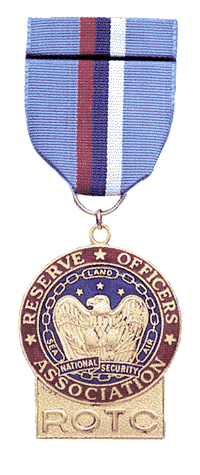 RESERVE ★ OFFICERS
LAND
SEA
AIR
NATIONAL SECURITY
ASSOCIATION
ROTC